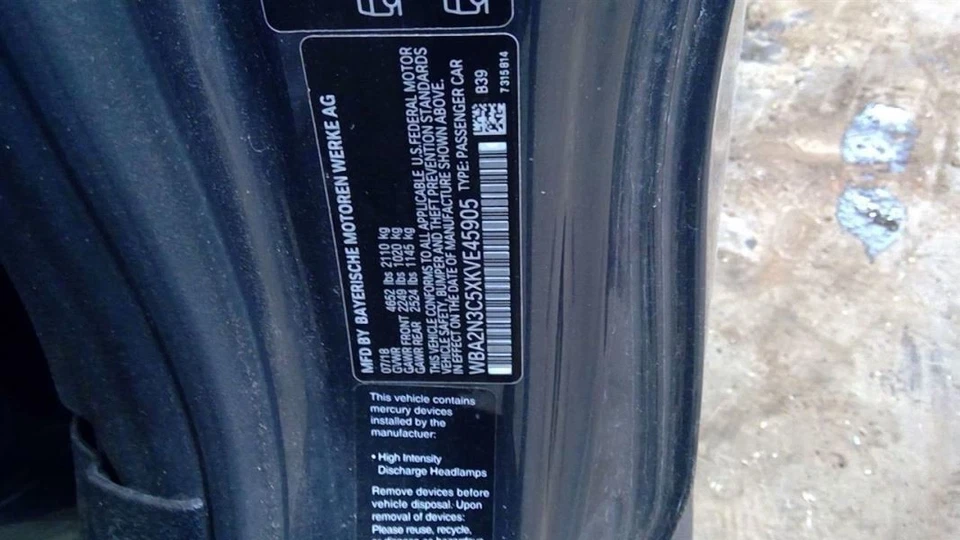 MFD BY BAYERISCHE MOTOREN WERKE AG
07/18
GVWR 4652 lbs 2110 kg
GAWR FRONT 2249 lbs 1020 kg
GAWR REAR 2524 lbs 1145 kg
THIS VEHICLE CONFORMS TO ALL APPLICABLE U.S.FEDERAL MOTOR
VEHICLE SAFETY, BUMPER AND THEFT PREVENTION STANDARDS
IN EFFECT ON THE DATE OF MANUFACTURE SHOWN ABOVE.
WBA2N3C5XKVE45905 TYPE: PASSENGER CAR
B39
7315814
This vehicle contains
mercury devices
installed by the
manufacturer:
• High Intensity
Discharge Headlamps
Remove devices before
vehicle disposal. Upon
removal of devices:
Please reuse, recycle,